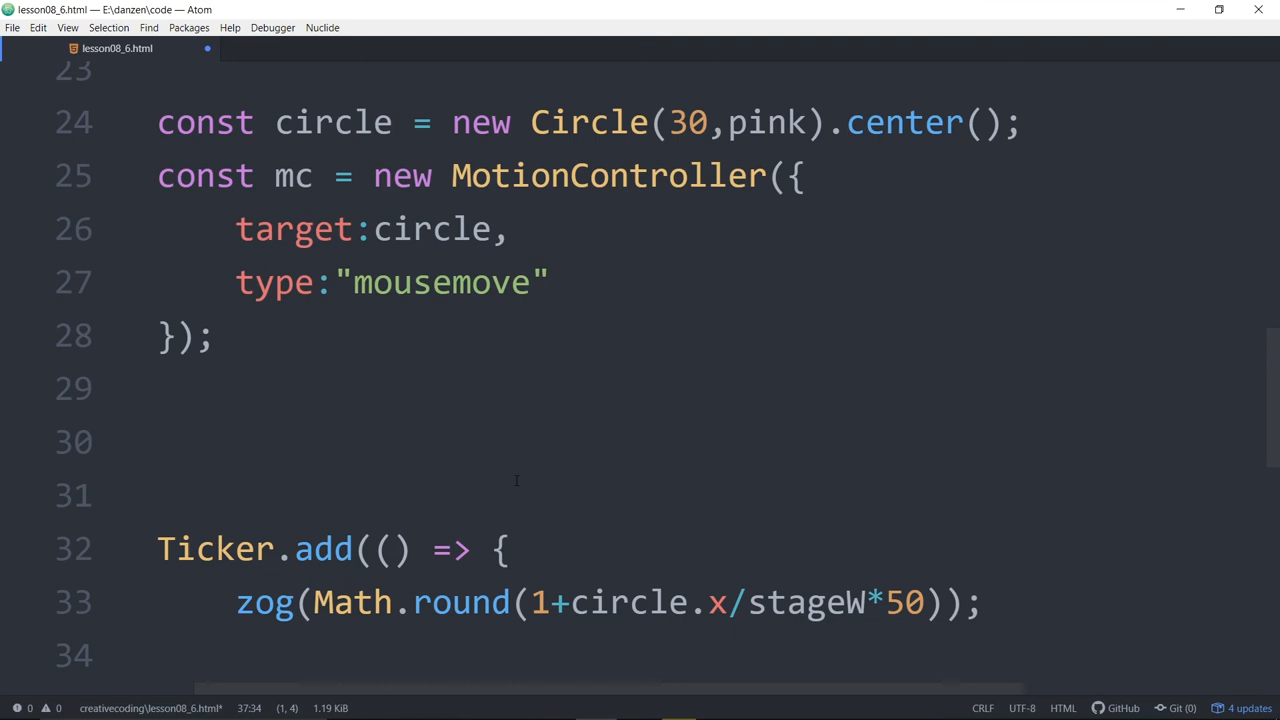 lesson08_6.html — E:\danzen\code — Atom
File Edit View Selection Find Packages Help Debugger Nuclide
lesson08_6.html
23
24 const circle = new Circle(30,pink).center();
25 const mc = new MotionController({
26 target:circle,
27 type:"mousemove"
28 });
29
30
31
32 Ticker.add(() => {
33 zog(Math.round(1+circle.x/stageW*50));
34
0 0 creativecoding\lesson08_6.html* 37:34 (1, 4) 1.19 KiB CRLF UTF-8 HTML GitHub Git (0) 4 updates